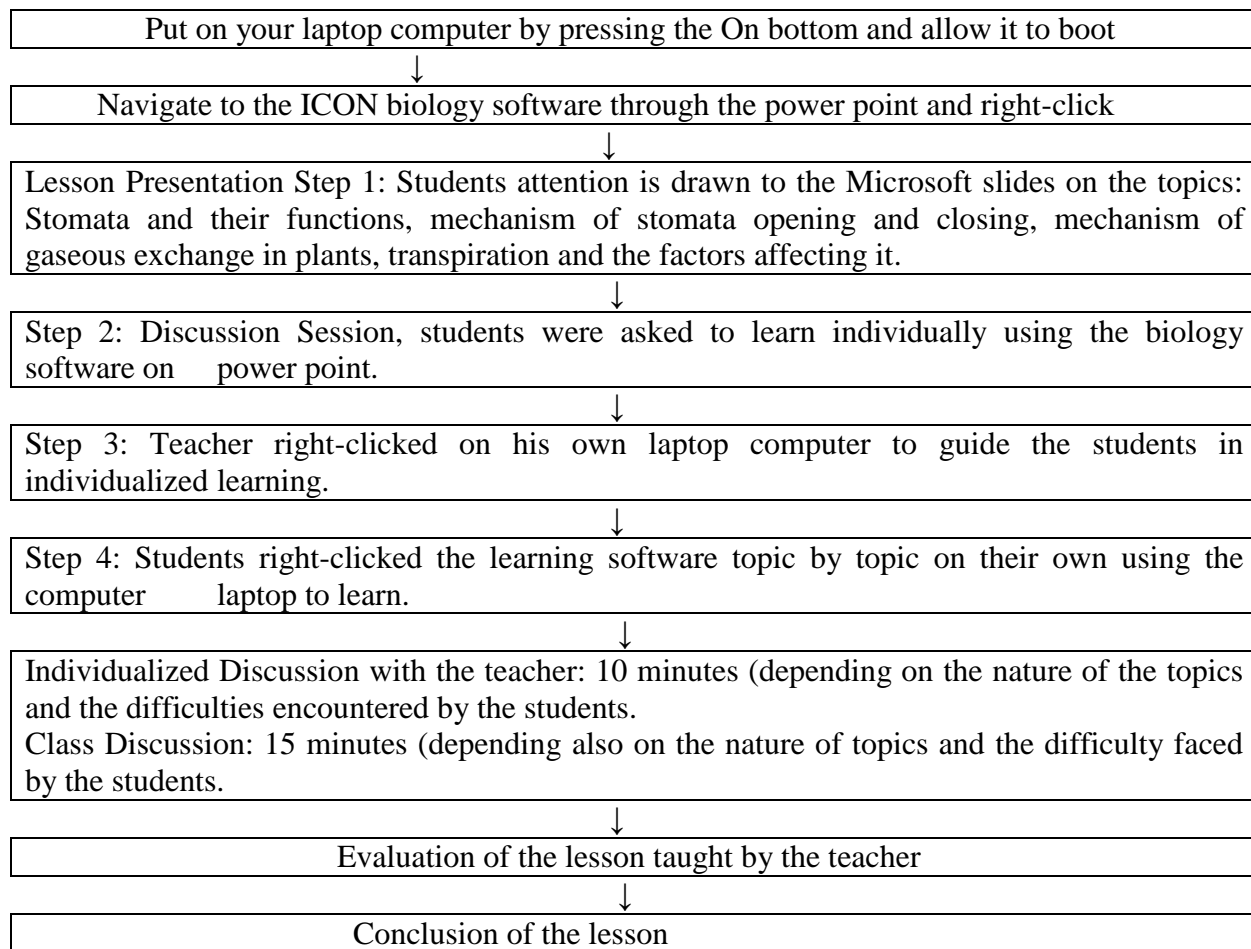 Put on your laptop computer by pressing the On bottom and allow it to boot
↓
Navigate to the ICON biology software through the power point and right-click
↓
Lesson Presentation Step 1: Students attention is drawn to the Microsoft slides on the topics:
Stomata and their functions, mechanism of stomata opening and closing, mechanism of
gaseous exchange in plants, transpiration and the factors affecting it.
↓
Step 2: Discussion Session, students were asked to learn individually using the biology
software on power point.
↓
Step 3: Teacher right-clicked on his own laptop computer to guide the students in
individualized learning.
↓
Step 4: Students right-clicked the learning software topic by topic on their own using the
computer laptop to learn.
↓
Individualized Discussion with the teacher: 10 minutes (depending on the nature of the topics
and the difficulties encountered by the students.
Class Discussion: 15 minutes (depending also on the nature of topics and the difficulty faced
by the students.
↓
Evaluation of the lesson taught by the teacher
↓
Conclusion of the lesson